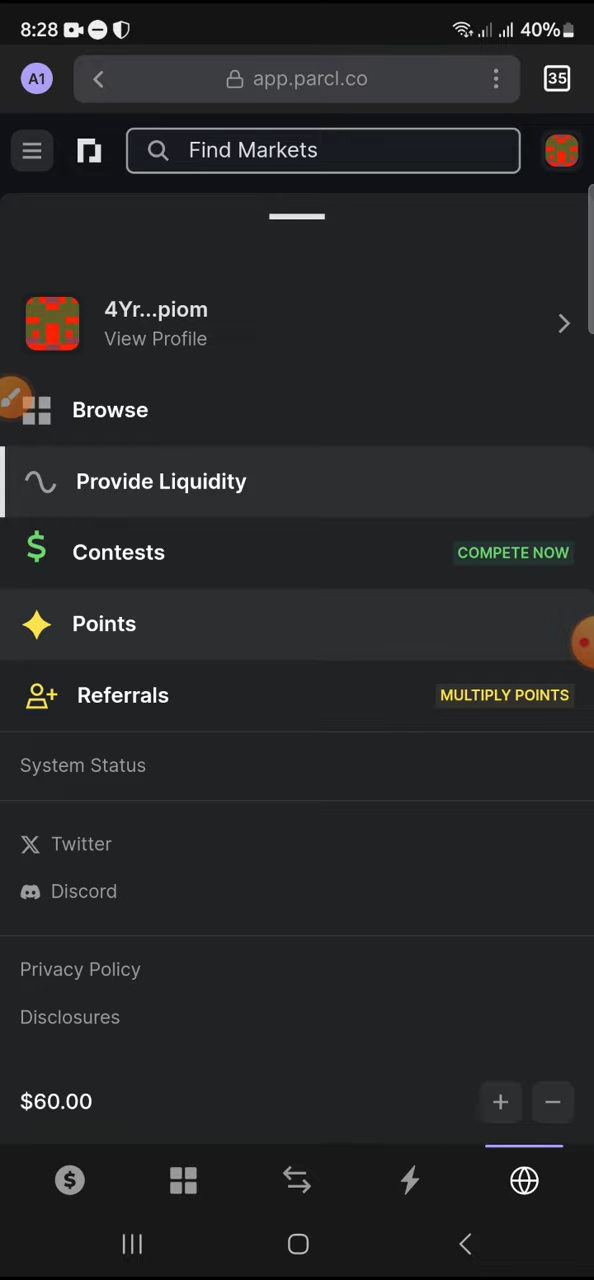 8:28
40%
A1
app.parcl.co
35
Find Markets
4Yr...piom
View Profile
Browse
Provide Liquidity
Contests
COMPETE NOW
Points
Referrals
MULTIPLY POINTS
System Status
Twitter
Discord
Privacy Policy
Disclosures
$60.00